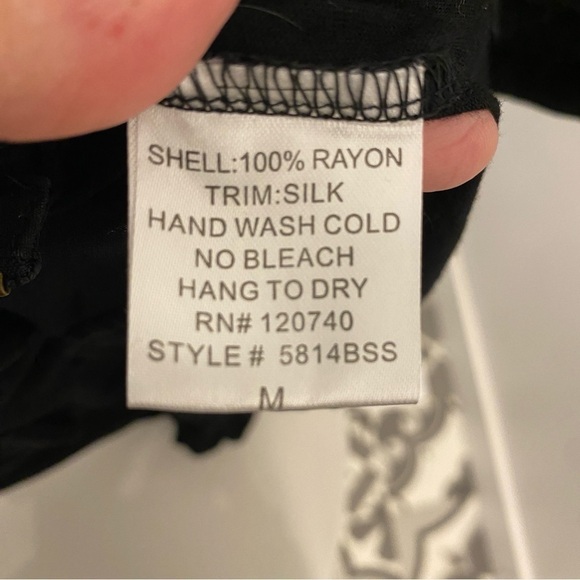 SHELL:100% RAYON
TRIM:SILK
HAND WASH COLD
NO BLEACH
HANG TO DRY
RN# 120740
STYLE # 5814BSS
M